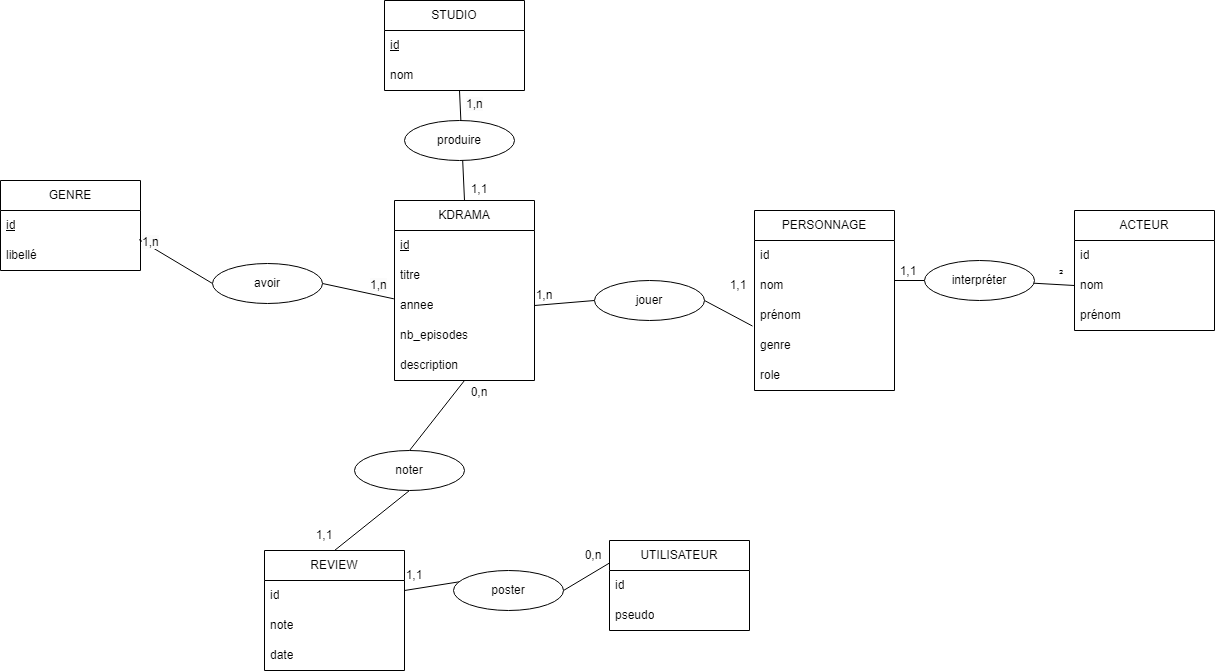 STUDIO
id
nom
1,n
produire
1,1
GENRE
id
libellé
1,n
avoir
1,n
KDRAMA
id
titre
annee
nb_episodes
description
1,n
jouer
1,1
PERSONNAGE
id
nom
prénom
genre
role
1,1
interpréter
²
ACTEUR
id
nom
prénom
0,n
noter
1,1
REVIEW
id
note
date
1,1
poster
0,n
UTILISATEUR
id
pseudo